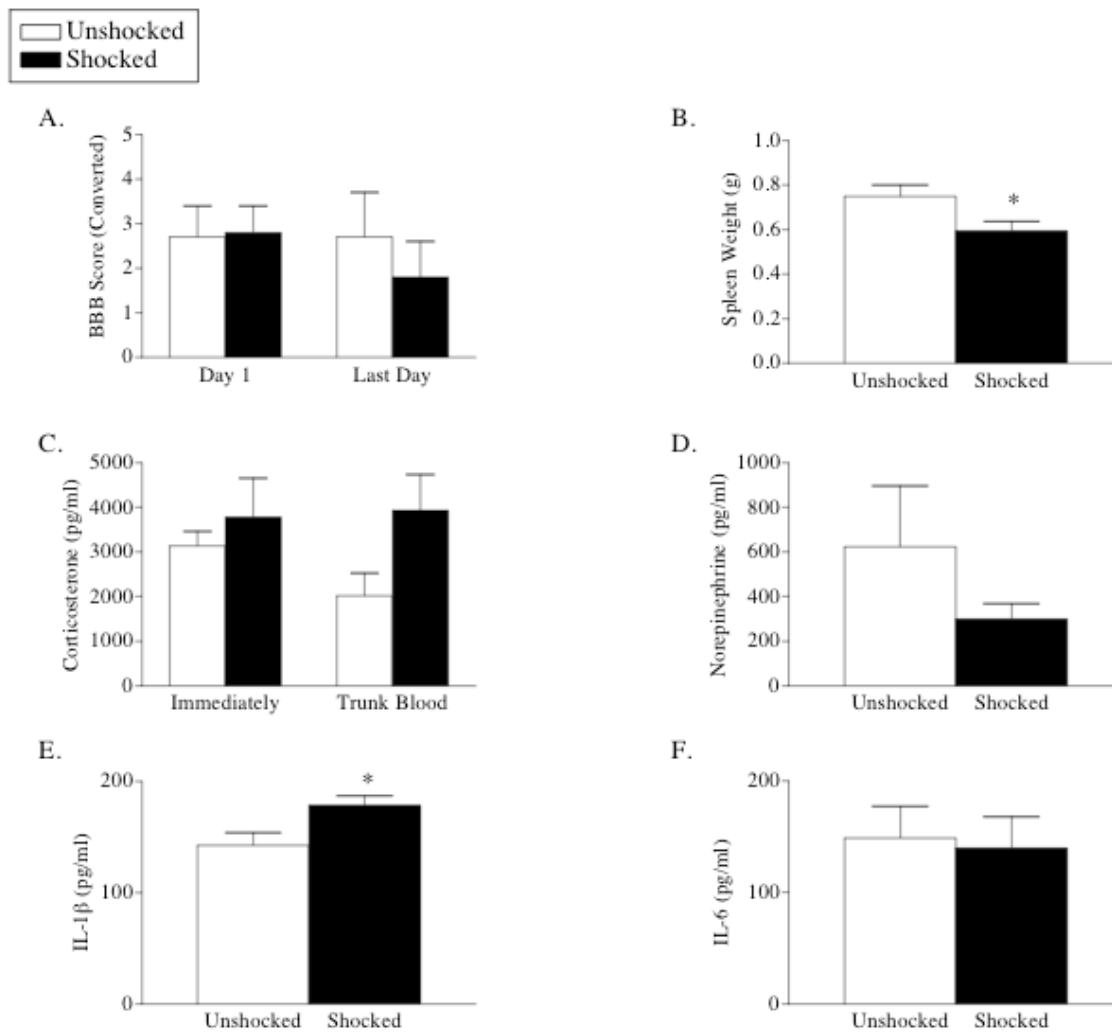 Unshocked
Shocked
A.
BBB Score (Converted)
5
4
3
2
1
0
Day 1
Last Day
B.
Spleen Weight (g)
1.0
0.8
0.6
0.4
0.2
0.0
*
Unshocked
Shocked
C.
Corticosterone (pg/ml)
5000
4000
3000
2000
1000
0
Immediately
Trunk Blood
D.
Norepinephrine (pg/ml)
1000
800
600
400
200
0
Unshocked
Shocked
E.
IL-1β (pg/ml)
200
100
0
*
Unshocked
Shocked
F.
IL-6 (pg/ml)
200
100
0
Unshocked
Shocked